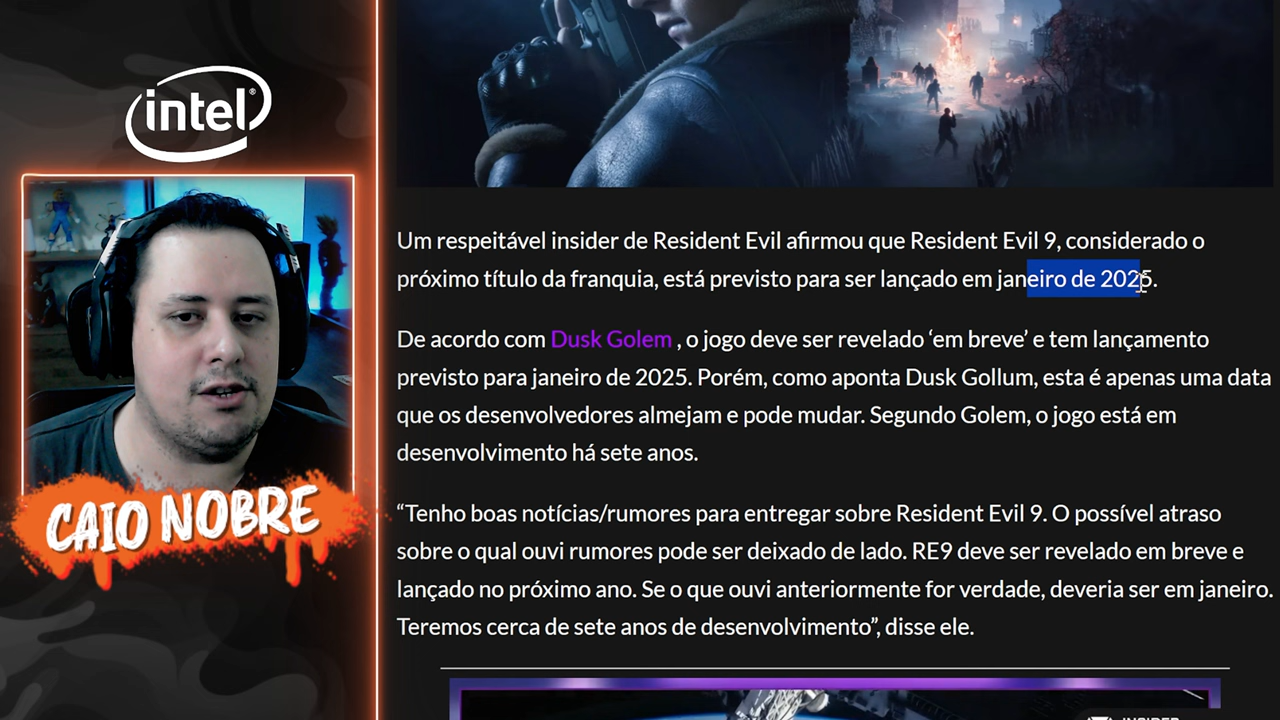 intel®
CAIO NOBRE
Um respeitável insider de Resident Evil afirmou que Resident Evil 9, considerado o
próximo título da franquia, está previsto para ser lançado em janeiro de 2025.
De acordo com Dusk Golem , o jogo deve ser revelado ‘em breve’ e tem lançamento
previsto para janeiro de 2025. Porém, como aponta Dusk Gollum, esta é apenas uma data
que os desenvolvedores almejam e pode mudar. Segundo Golem, o jogo está em
desenvolvimento há sete anos.
“Tenho boas notícias/rumores para entregar sobre Resident Evil 9. O possível atraso
sobre o qual ouvi rumores pode ser deixado de lado. RE9 deve ser revelado em breve e
lançado no próximo ano. Se o que ouvi anteriormente for verdade, deveria ser em janeiro.
Teremos cerca de sete anos de desenvolvimento”, disse ele.
INSIDER